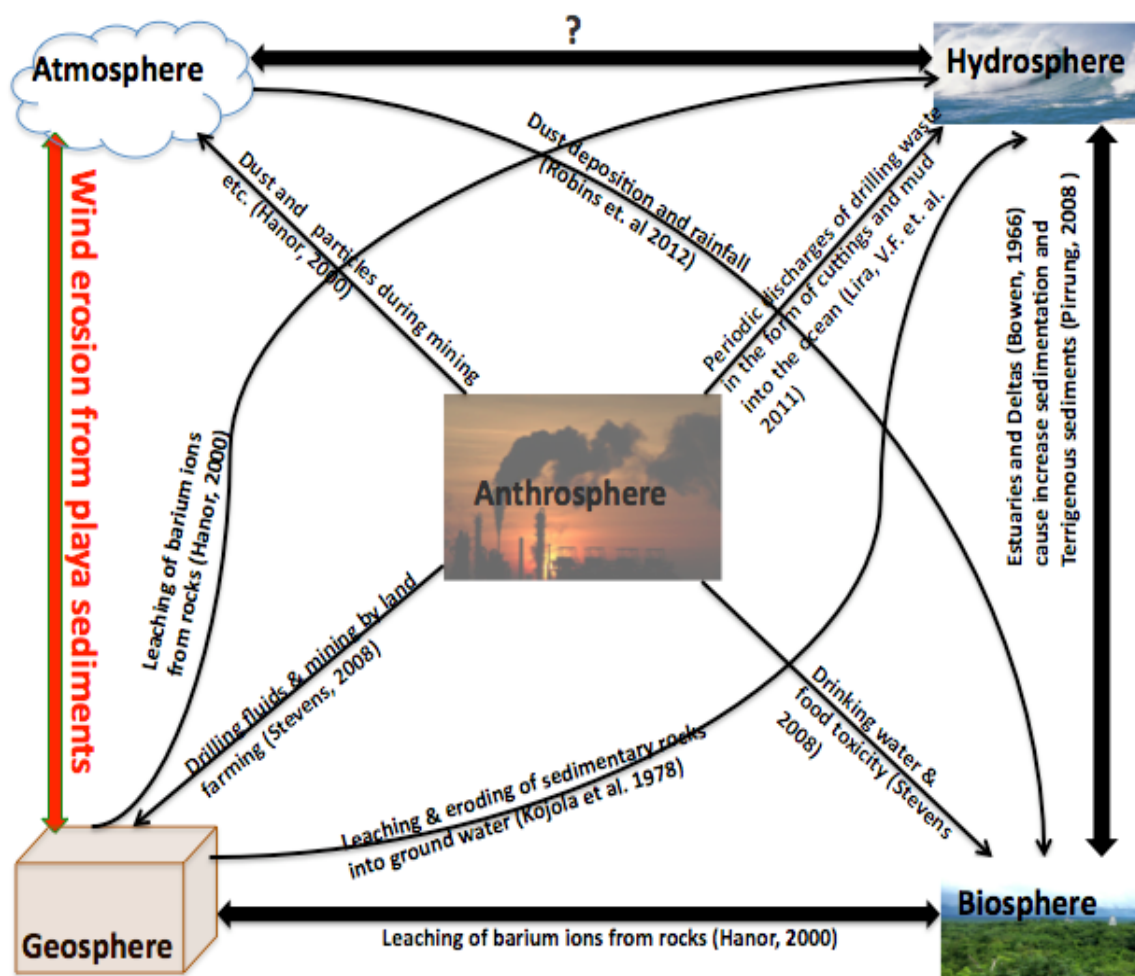 ?
Atmosphere
Hydrosphere
Wind erosion from playa sediments
Dust and particles during mining
etc. (Hanor, 2000)
Dust deposition and rainfall
(Robins et. al 2012)
Periodic discharges of drilling waste
in the form of cuttings and mud
into the ocean (Lira, V.F. et. al.
2011)
Estuaries and Deltas (Bowen, 1966)
cause increase sedimentation and
Terrigenous sediments (Pirrung, 2008 )
Leaching of barium ions
from rocks (Hanor, 2000)
Anthrosphere
Drilling fluids & mining by land
farming (Stevens, 2008)
Leaching & eroding of sedimentary rocks
into ground water (Kojola et al. 1978)
Drinking water &
food toxicity (Stevens
2008)
Geosphere
Biosphere
Leaching of barium ions from rocks (Hanor, 2000)